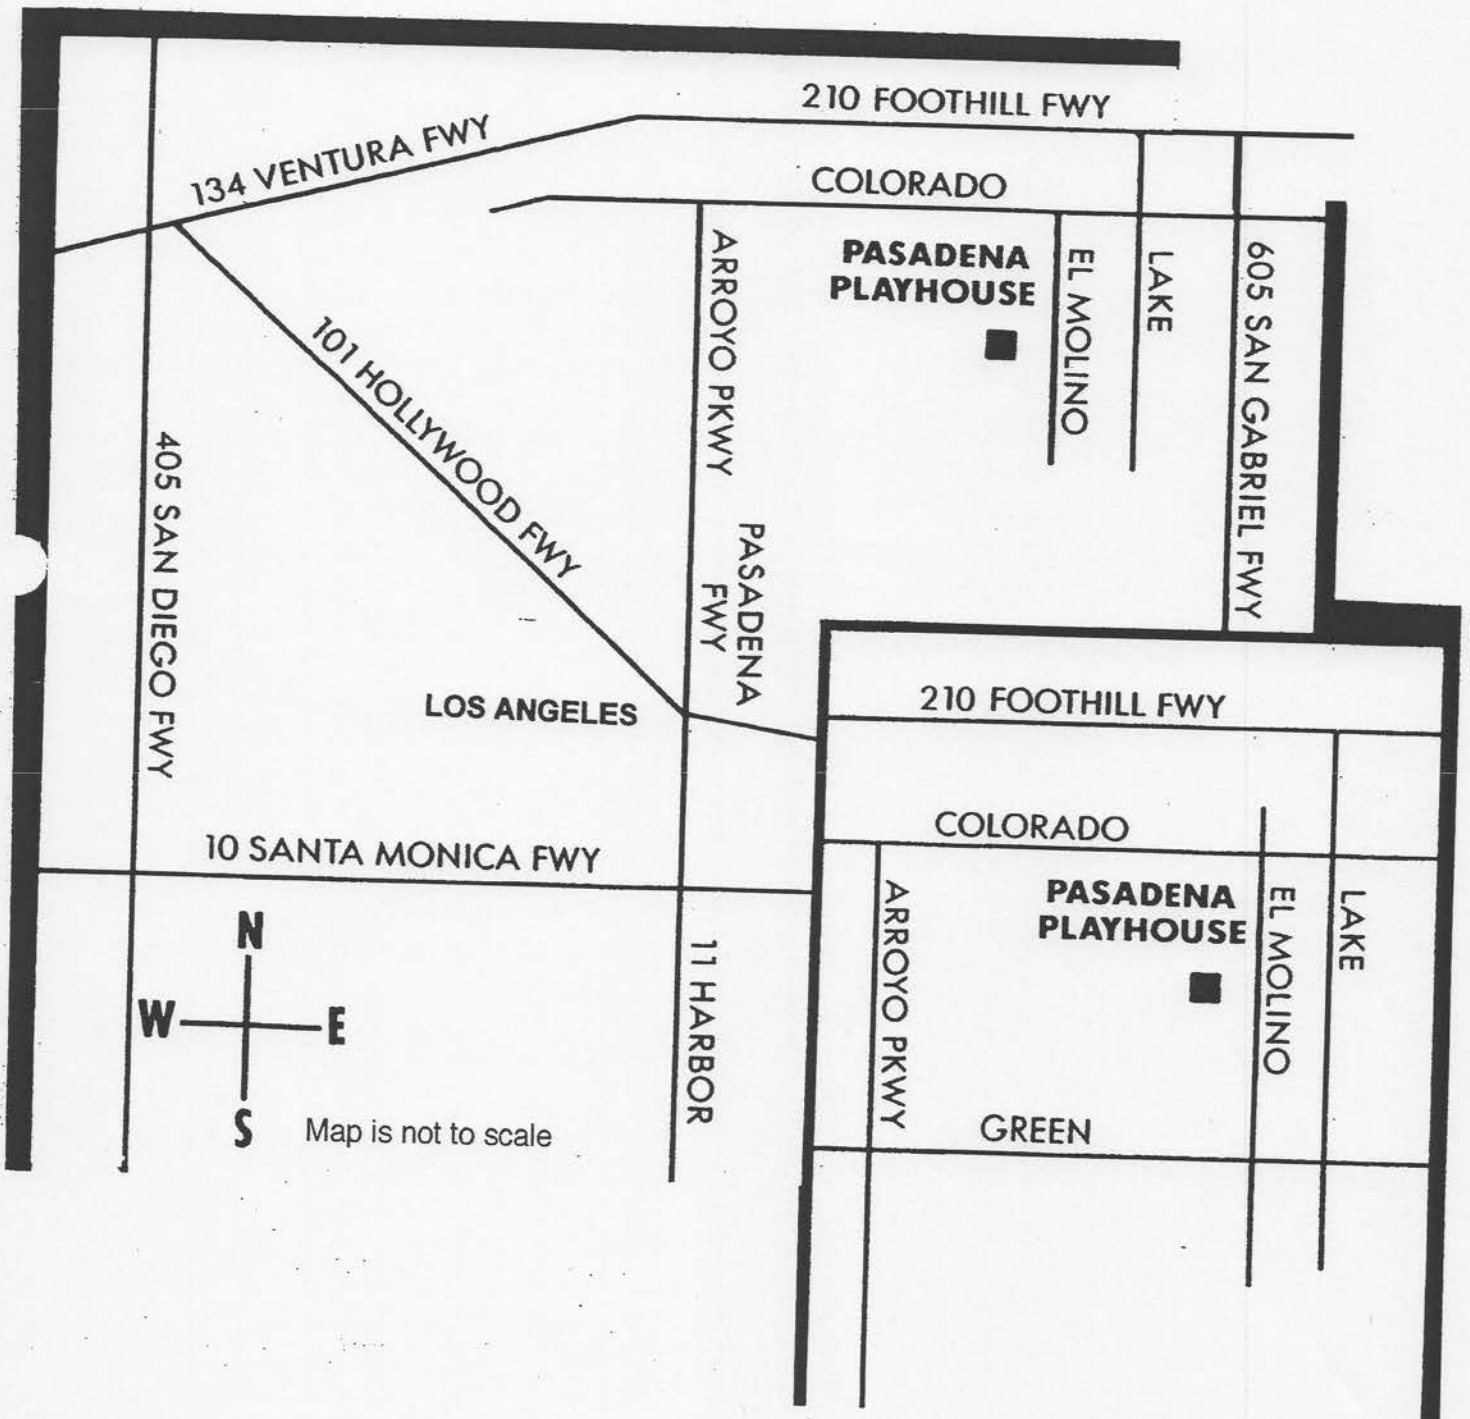 210 FOOTHILL FWY
134 VENTURA FWY
COLORADO
PASADENA
PLAYHOUSE
ARROYO PKWY
EL MOLINO
LAKE
605 SAN GABRIEL FWY
101 HOLLYWOOD FWY
405 SAN DIEGO FWY
PASADENA
FWY
LOS ANGELES
10 SANTA MONICA FWY
11 HARBOR
N
W
E
S
Map is not to scale
210 FOOTHILL FWY
COLORADO
PASADENA
PLAYHOUSE
ARROYO PKWY
EL MOLINO
LAKE
GREEN